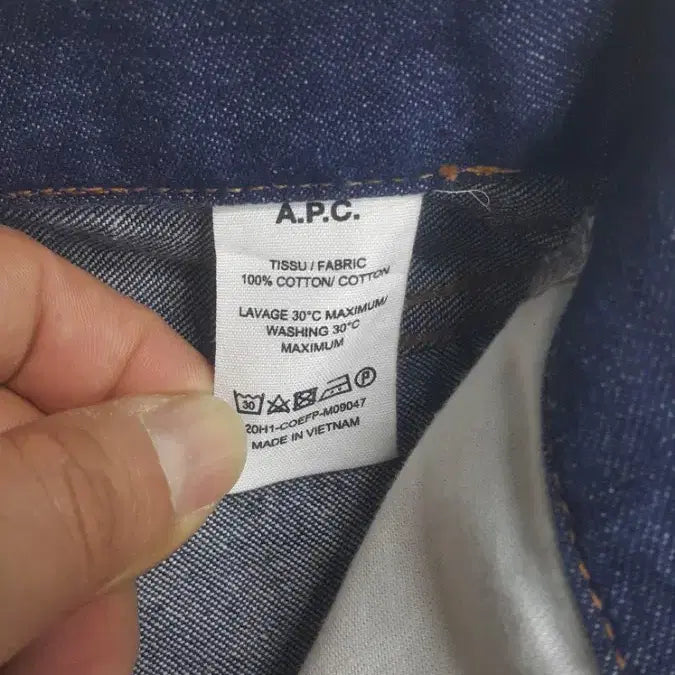 A.P.C.
TISSU / FABRIC
100% COTTON/ COTTON
LAVAGE 30°C MAXIMUM/
WASHING 30°C
MAXIMUM
30 P
20H1-COEFP-M09047
MADE IN VIETNAM